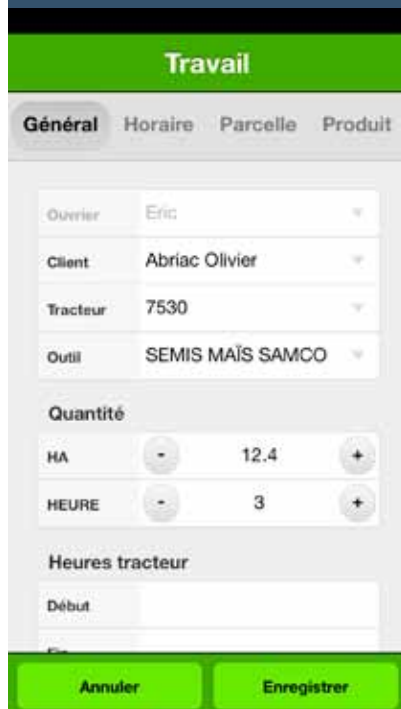 Travail
Général Horaire Parcelle Produit
Ouvrier Eric
Client Abriac Olivier
Tracteur 7530
Outil SEMIS MAÏS SAMCO
Quantité
HA - 12.4 +
HEURE - 3 +
Heures tracteur
Début
Fin
Annuler Enregistrer